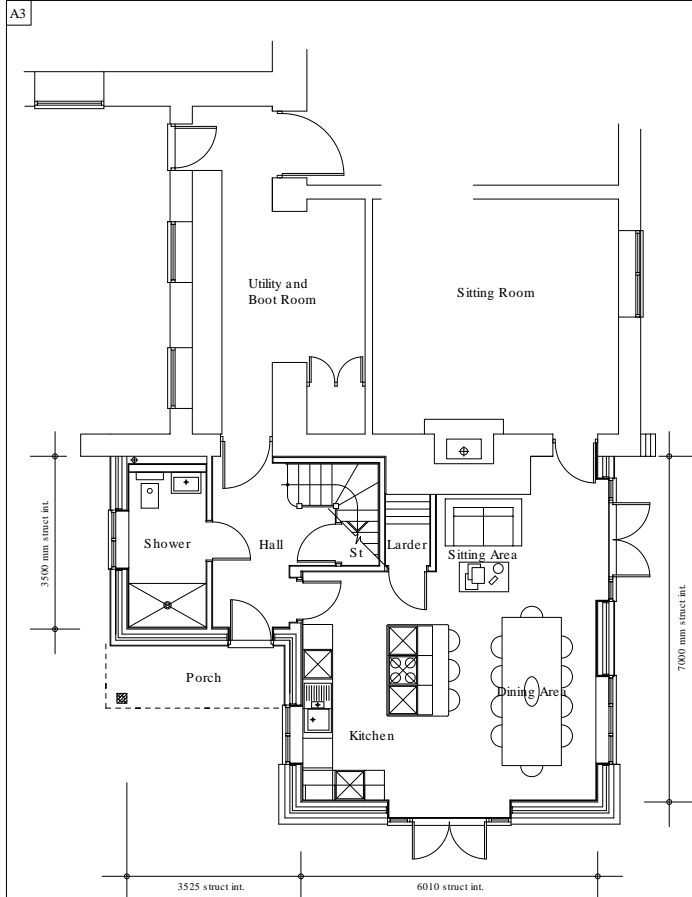 A3
Utility and
Boot Room
Sitting Room
Shower
Hall
St
Larder
Sitting Area
3500 mm struct int.
7000 mm struct int.
Porch
Dining Area
Kitchen
3525 struct int.
6010 struct int.